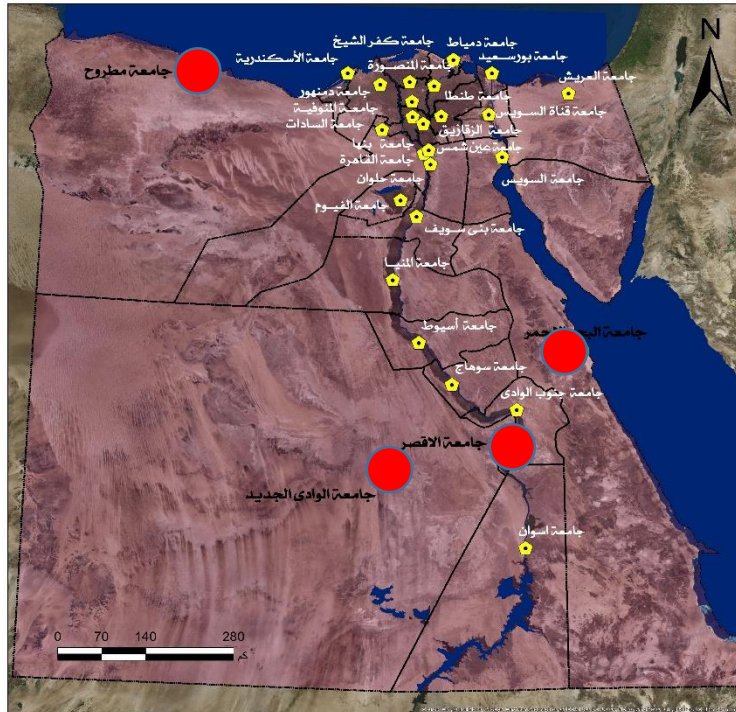 N
جامعة كفر الشيخ
جامعة دمياط
جامعة بورسعيد
جامعة الأسكندرية
جامعة المنصورة
جامعة مطروح
جامعة العريش
جامعة دمنهور
جامعة طنطا
جامعة المنوفية
جامعة قناة السويس
جامعة السادات
جامعة الزقازيق
جامعة بنها
جامعة عين شمس
جامعة القاهرة
جامعة حلوان
جامعة السويس
جامعة الفيوم
جامعة بنى سويف
جامعة المنيا
جامعة أسيوط
جامعة البحر الاحمر
جامعة سوهاج
جامعة جنوب الوادى
جامعة الاقصر
جامعة الوادى الجديد
جامعة اسوان
0 70 140 280
كم